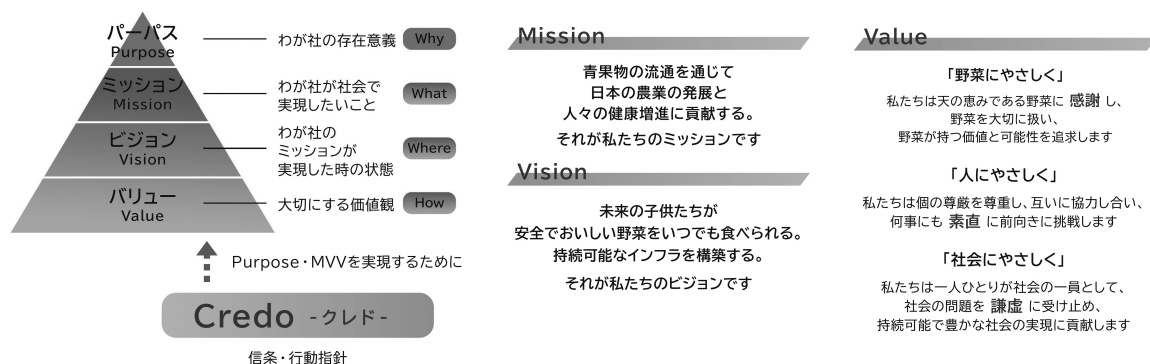 パーパス
Purpose
わが社の存在意義
Why
ミッション
Mission
わが社が社会で
実現したいこと
What
ビジョン
Vision
わが社の
ミッションが
実現した時の状態
Where
バリュー
Value
大切にする価値観
How
Purpose・MVVを実現するために
Credo -クレド-
信条・行動指針
Mission
青果物の流通を通じて
日本の農業の発展と
人々の健康増進に貢献する。
それが私たちのミッションです
Vision
未来の子供たちが
安全でおいしい野菜をいつでも食べられる。
持続可能なインフラを構築する。
それが私たちのビジョンです
Value
「野菜にやさしく」
私たちは天の恵みである野菜に 感謝 し、
野菜を大切に扱い、
野菜が持つ価値と可能性を追求します
「人にやさしく」
私たちは個の尊厳を尊重し、互いに協力し合い、
何事にも 素直 に前向きに挑戦します
「社会にやさしく」
私たちは一人ひとりが社会の一員として、
社会の問題を 謙虚 に受け止め、
持続可能で豊かな社会の実現に貢献します